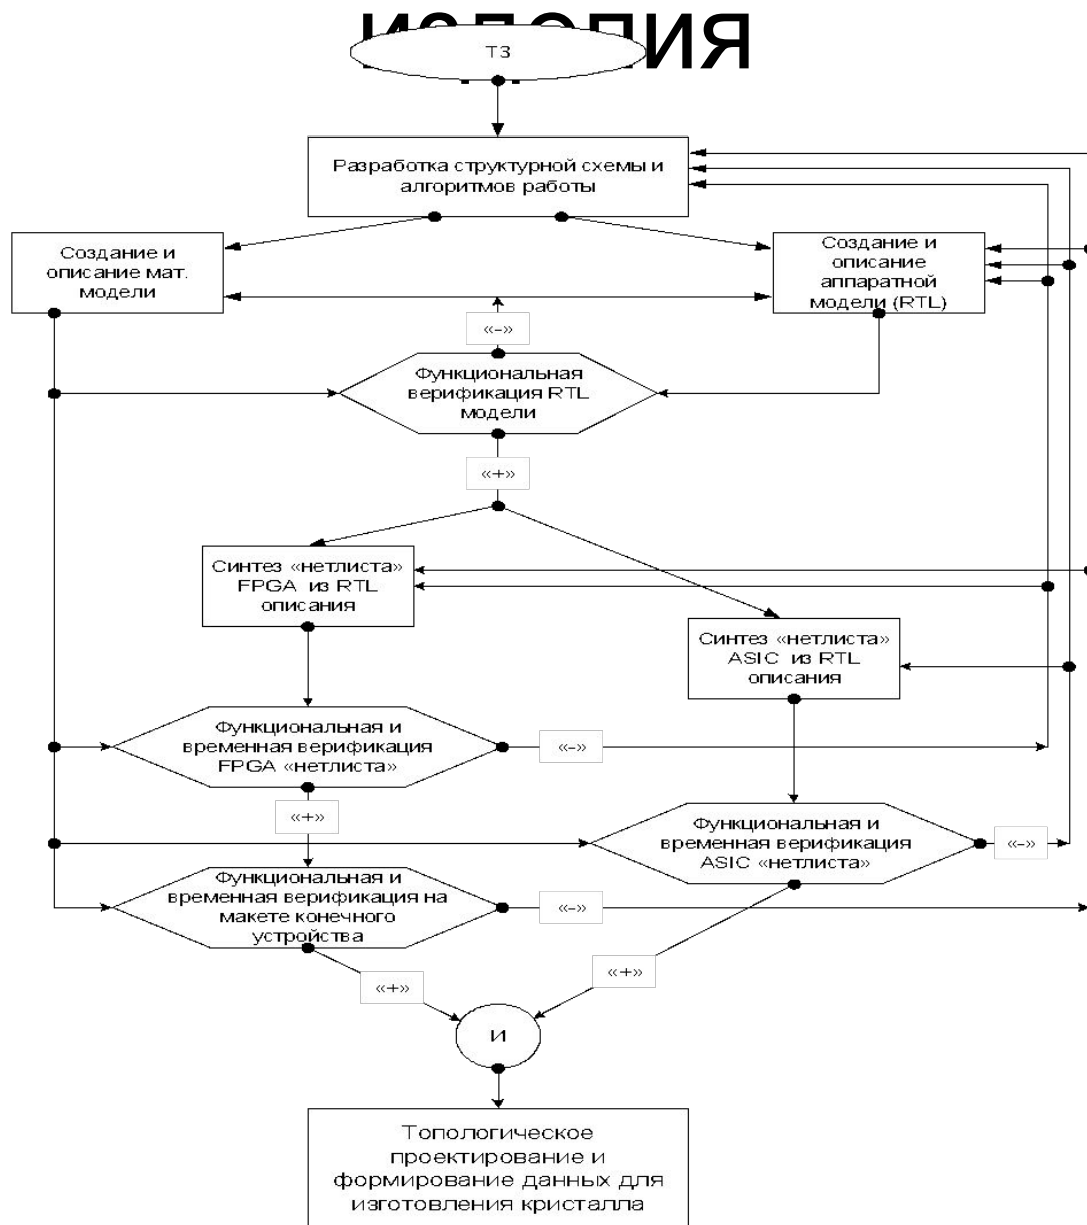 ТЗ
Разработка структурной схемы и
алгоритмов работы
Создание и
описание мат.
модели
Создание и
описание
аппаратной
модели (RTL)
«-»
Функциональная
верификация RTL
модели
«+»
Синтез «нетлиста»
FPGA из RTL
описания
Синтез «нетлиста»
ASIC из RTL
описания
Функциональная и
временная верификация
FPGA «нетлиста»
«-»
«+»
Функциональная и
временная верификация
ASIC «нетлиста»
«-»
Функциональная и
временная верификация на
макете конечного
устройства
«-»
«+»
«+»
И
Топологическое
проектирование и
формирование данных для
изготовления кристалла